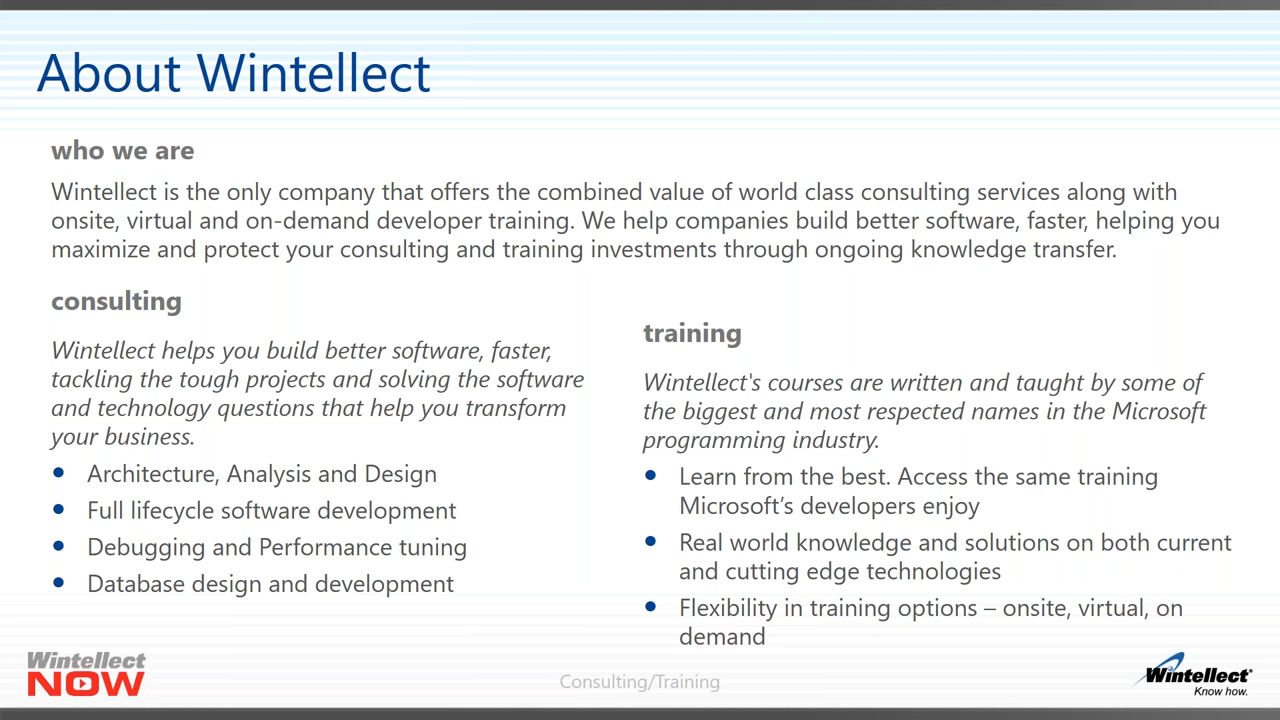 About Wintellect
who we are
Wintellect is the only company that offers the combined value of world class consulting services along with
onsite, virtual and on-demand developer training. We help companies build better software, faster, helping you
maximize and protect your consulting and training investments through ongoing knowledge transfer.
consulting
Wintellect helps you build better software, faster,
tackling the tough projects and solving the software
and technology questions that help you transform
your business.
• Architecture, Analysis and Design
• Full lifecycle software development
• Debugging and Performance tuning
• Database design and development
training
Wintellect's courses are written and taught by some of
the biggest and most respected names in the Microsoft
programming industry.
• Learn from the best. Access the same training
Microsoft’s developers enjoy
• Real world knowledge and solutions on both current
and cutting edge technologies
• Flexibility in training options – onsite, virtual, on
demand
Wintellect
NOW
Consulting/Training
Wintellect
Know how.